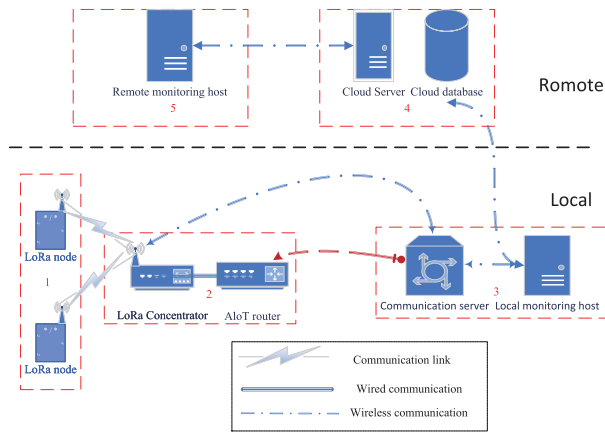 Remote monitoring host
5
Cloud Server Cloud database
4
Romote
Local
LoRa node
1
LoRa node
2
LoRa Concentrator AIoT router
Communication server Local monitoring host
3
Communication link
Wired communication
Wireless communication